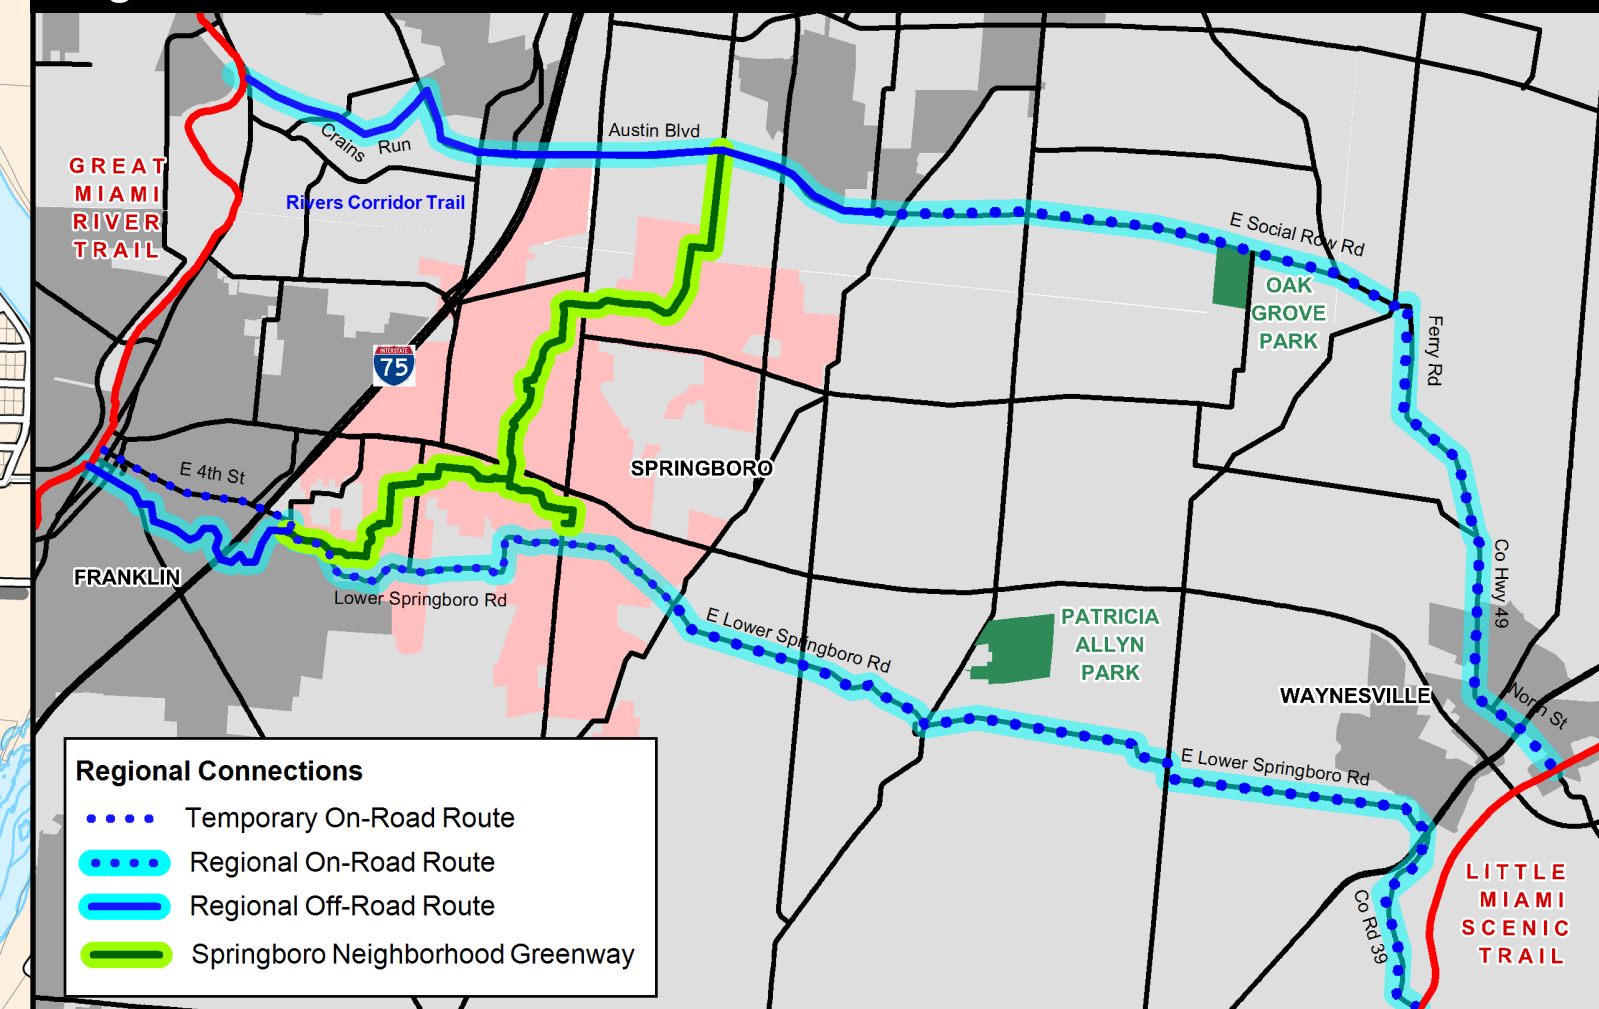 Austin Blvd
Crains
Run
GREAT
MIAMI
RIVER
TRAIL
Rivers Corridor Trail
E Social Row Rd
OAK
GROVE
PARK
Ferry Rd
INTERSTATE
75
SPRINGBORO
E 4th St
FRANKLIN
Lower Springboro Rd
E Lower Springboro Rd
PATRICIA
ALLYN
PARK
Co Hwy 49
WAYNESVILLE
North St
E Lower Springboro Rd
LITTLE
MIAMI
SCENIC
TRAIL
Co Rd 39
Regional Connections
Temporary On-Road Route
Regional On-Road Route
Regional Off-Road Route
Springboro Neighborhood Greenway